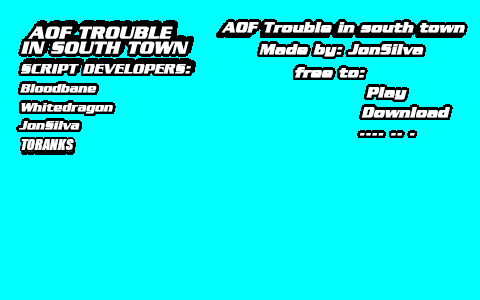 AOF TROUBLE
IN SOUTH TOWN
SCRIPT DEVELOPERS:
Bloodbane
Whitedragon
JonSilva
TORANKS
AOF Trouble in south town
Made by: JonSilva
free to:
Play
Download
.... .. .